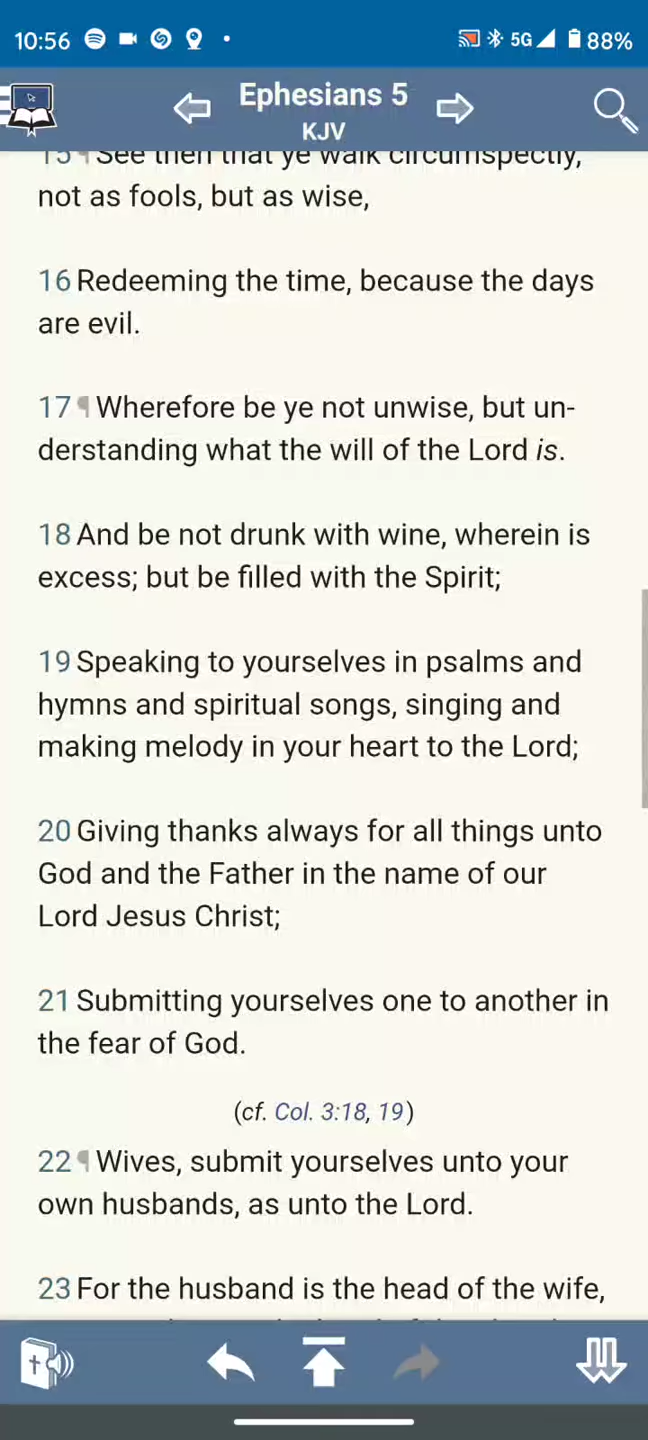 10:56 5G 88%
Ephesians 5
KJV
15 ¶ See then that ye walk circumspectly,
not as fools, but as wise,
16 Redeeming the time, because the days
are evil.
17 ¶ Wherefore be ye not unwise, but un-
derstanding what the will of the Lord is.
18 And be not drunk with wine, wherein is
excess; but be filled with the Spirit;
19 Speaking to yourselves in psalms and
hymns and spiritual songs, singing and
making melody in your heart to the Lord;
20 Giving thanks always for all things unto
God and the Father in the name of our
Lord Jesus Christ;
21 Submitting yourselves one to another in
the fear of God.
(cf. Col. 3:18, 19)
22 ¶ Wives, submit yourselves unto your
own husbands, as unto the Lord.
23 For the husband is the head of the wife,